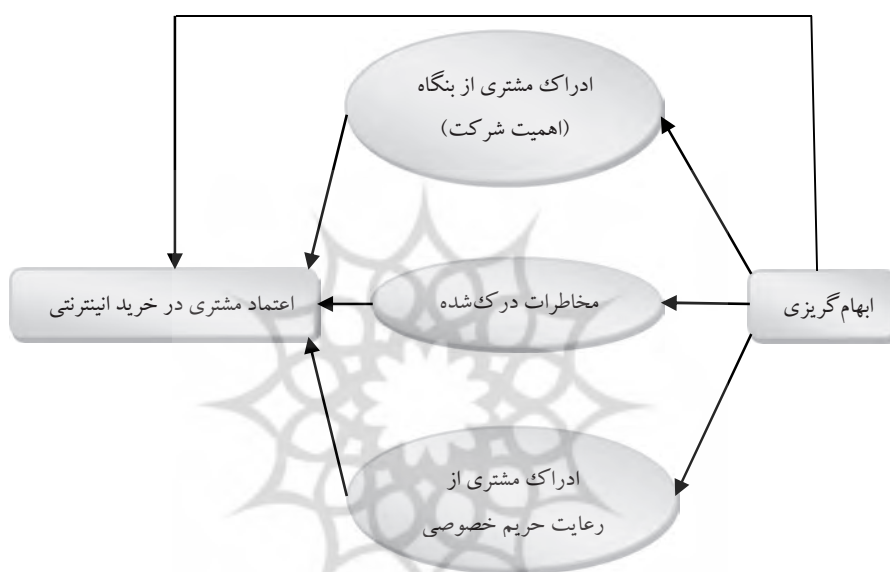 ادراک مشتری از بنگاه
(اهمیت شرکت)
ابهام‌گریزی
مخاطرات درک‌شده
اعتماد مشتری در خرید انینترنتی
ادراک مشتری از
رعایت حریم خصوصی